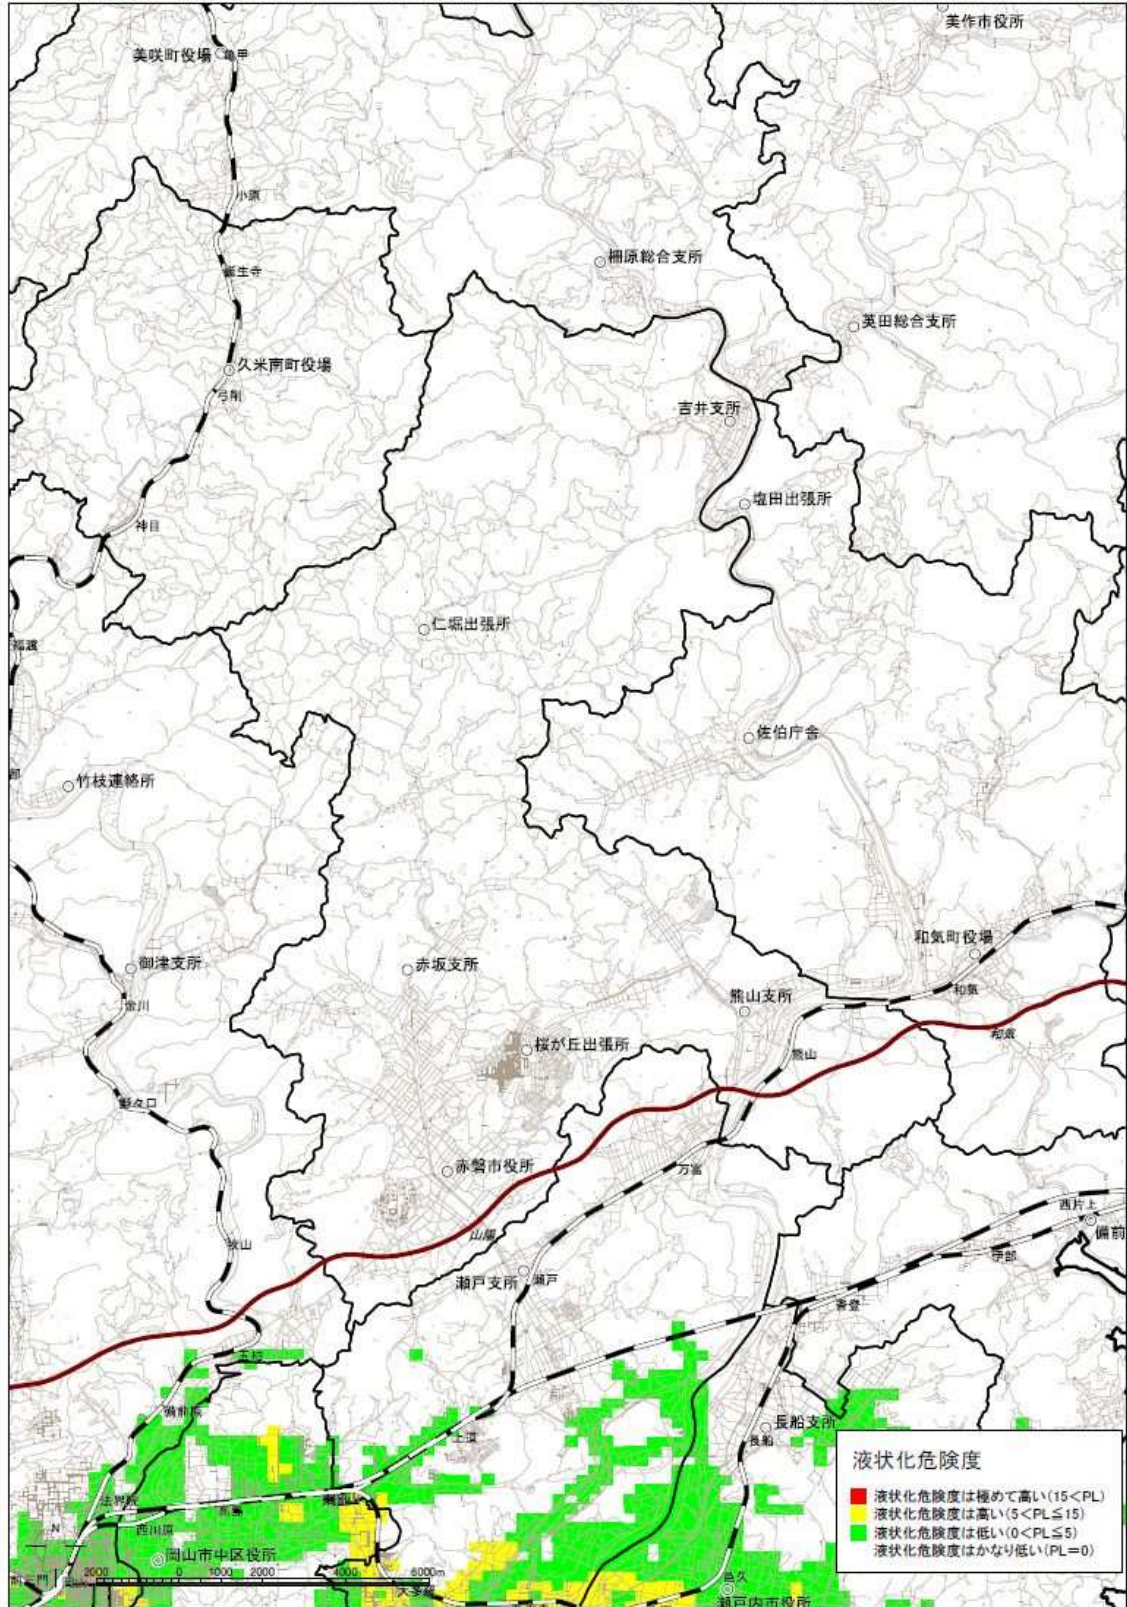 美作市役所
美咲町役場
亀甲
小原
柵原総合支所
誕生寺
英田総合支所
久米南町役場
弓削
吉井支所
塩田出張所
神目
仁堀出張所
福渡
佐伯庁舎
竹枝連絡所
和気町役場
御津支所
赤坂支所
和気
熊山支所
金川
和気
桜が丘出張所
熊山
野々口
赤磐市役所
万富
西片上
備前
山陽
牧山
伊部
瀬戸支所
瀬戸
香登
玉柏
備前原
長船支所
上道
長船
液状化危険度
液状化危険度は極めて高い(15<PL)
液状化危険度は高い(5<PL≦15)
液状化危険度は低い(0<PL≦5)
液状化危険度はかなり低い(PL=0)
法界院
西川原
高島
N
岡山市中区役所
2000
0
1000
2000
4000
6000m
大多羅
邑久
瀬戸内市役所